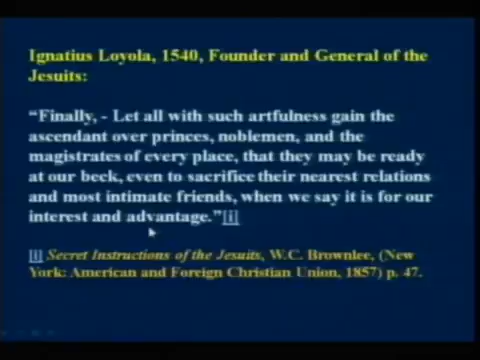 Ignatius Loyola, 1540, Founder and General of the
Jesuits:
“Finally, - Let all with such artfulness gain the
ascendant over princes, noblemen, and the
magistrates of every place, that they may be ready
at our beck, even to sacrifice their nearest relations
and most intimate friends, when we say it is for our
interest and advantage.”[i]
[i] Secret Instructions of the Jesuits, W.C. Brownlee, (New
York: American and Foreign Christian Union, 1857) p. 47.